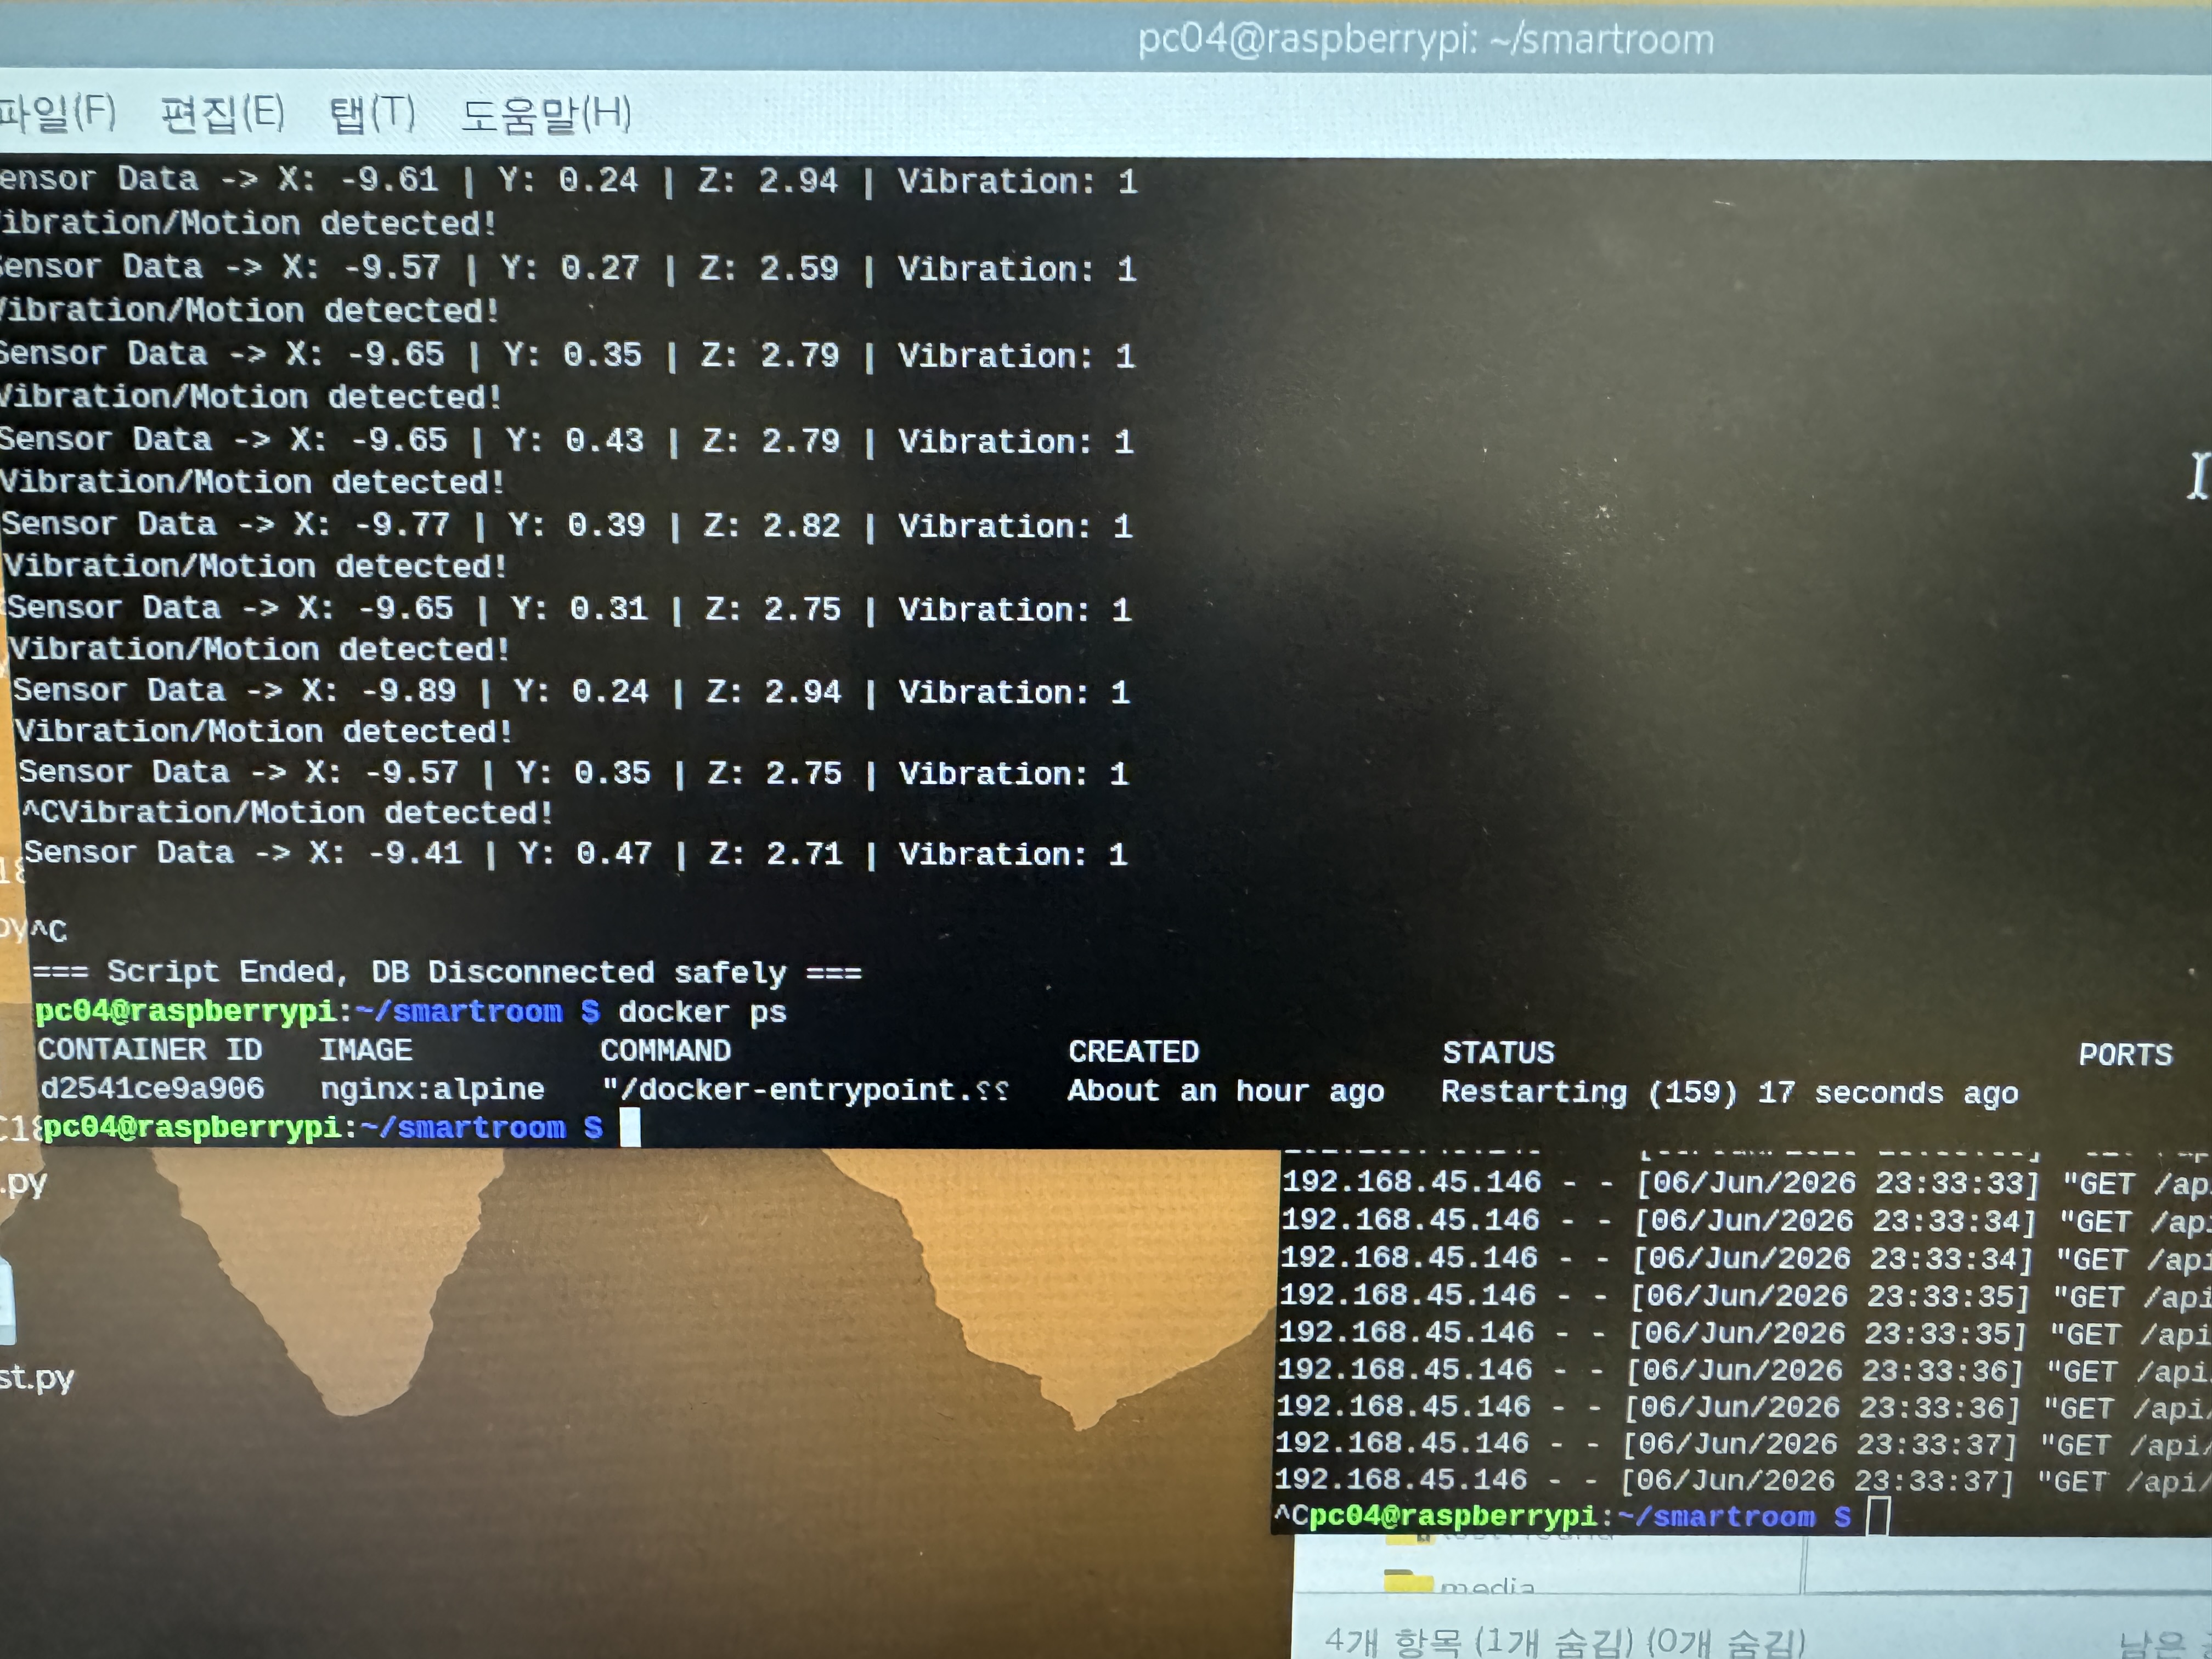 pc04@raspberrypi: ~/smartroom
파일(F) 편집(E) 탭(T) 도움말(H)
ensor Data -> X: -9.61 | Y: 0.24 | Z: 2.94 | Vibration: 1
ibration/Motion detected!
Sensor Data -> X: -9.57 | Y: 0.27 | Z: 2.59 | Vibration: 1
Vibration/Motion detected!
Sensor Data -> X: -9.65 | Y: 0.35 | Z: 2.79 | Vibration: 1
Vibration/Motion detected!
Sensor Data -> X: -9.65 | Y: 0.43 | Z: 2.79 | Vibration: 1
Vibration/Motion detected!
Sensor Data -> X: -9.77 | Y: 0.39 | Z: 2.82 | Vibration: 1
Vibration/Motion detected!
Sensor Data -> X: -9.65 | Y: 0.31 | Z: 2.75 | Vibration: 1
Vibration/Motion detected!
Sensor Data -> X: -9.89 | Y: 0.24 | Z: 2.94 | Vibration: 1
Vibration/Motion detected!
Sensor Data -> X: -9.57 | Y: 0.35 | Z: 2.75 | Vibration: 1
^CVibration/Motion detected!
Sensor Data -> X: -9.41 | Y: 0.47 | Z: 2.71 | Vibration: 1
^C
=== Script Ended, DB Disconnected safely ===
pc04@raspberrypi:~/smartroom $ docker ps
CONTAINER ID IMAGE COMMAND CREATED STATUS PORTS
d2541ce9a906 nginx:alpine "/docker-entrypoint.⸮⸮ About an hour ago Restarting (159) 17 seconds ago
pc04@raspberrypi:~/smartroom $
.py
st.py
192.168.45.146 - - [06/Jun/2026 23:33:33] "GET /ap
192.168.45.146 - - [06/Jun/2026 23:33:34] "GET /api
192.168.45.146 - - [06/Jun/2026 23:33:34] "GET /api
192.168.45.146 - - [06/Jun/2026 23:33:35] "GET /api
192.168.45.146 - - [06/Jun/2026 23:33:35] "GET /api
192.168.45.146 - - [06/Jun/2026 23:33:36] "GET /api
192.168.45.146 - - [06/Jun/2026 23:33:36] "GET /api/
192.168.45.146 - - [06/Jun/2026 23:33:37] "GET /api/
192.168.45.146 - - [06/Jun/2026 23:33:37] "GET /api/
^Cpc04@raspberrypi:~/smartroom $
media
4개 항목 (1개 숨김) (0개 숨김)
남은